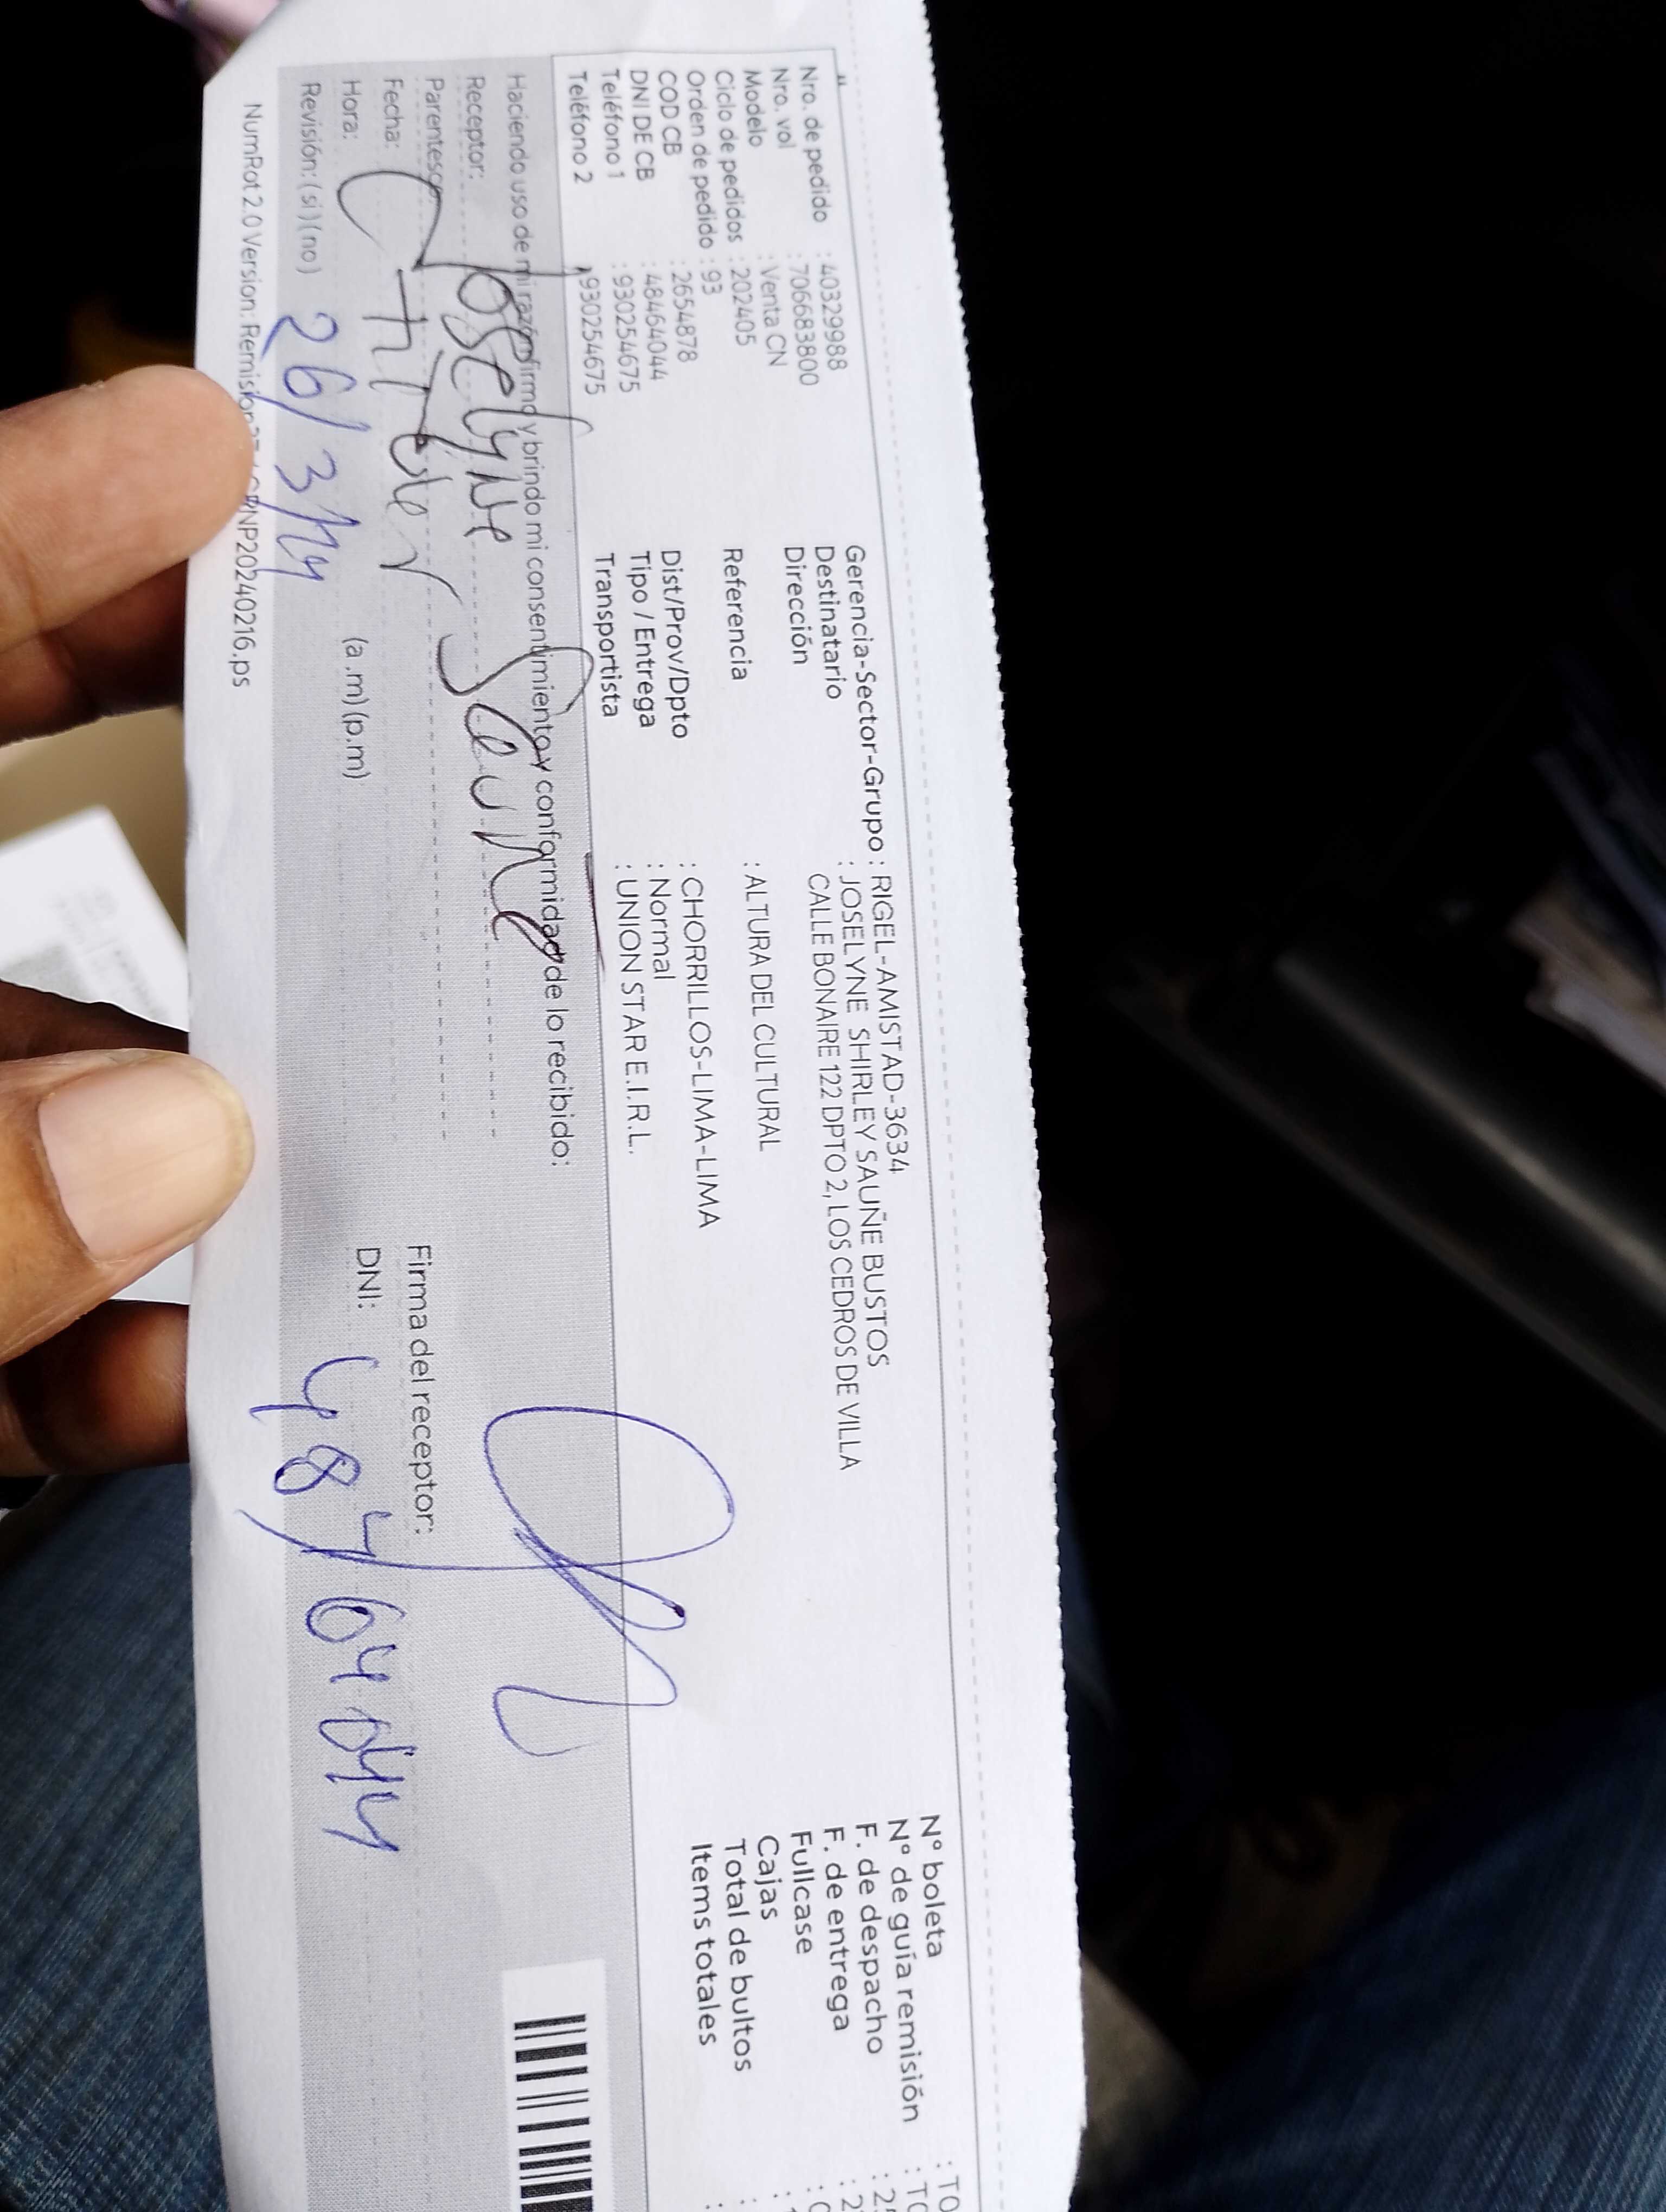 Nro. de pedido : 40329988
Nro. vol : 706683800
Modelo : Venta CN
Ciclo de pedidos : 202405
Orden de pedido : 93
COD CB : 2654878
DNI DE CB : 48464044
Teléfono 1 : 930254675
Teléfono 2 : 930254675
Gerencia-Sector-Grupo : RIGEL-AMISTAD-3634
Destinatario : JOSELYNE SHIRLEY SAUÑE BUSTOS
Dirección CALLE BONAIRE 122 DPTO 2, LOS CEDROS DE VILLA
Referencia : ALTURA DEL CULTURAL
Dist/Prov/Dpto : CHORRILLOS-LIMA-LIMA
Tipo / Entrega : Normal
Transportista : UNION STAR E.I.R.L.
N° boleta : TO
N° de guía remisión
F. de despacho
F. de entrega
Fullcase
Cajas
Total de bultos
Items totales
Haciendo uso de mi razón firmo y brindo mi consentimiento y conformidad de lo recibido:
Receptor: Joselyne Sauñe
Parentesco:
Fecha: Titular
Hora: (a.m) (p.m)
Revisión: (si) (no) 26/3/24
Firma del receptor:
DNI: 48464044